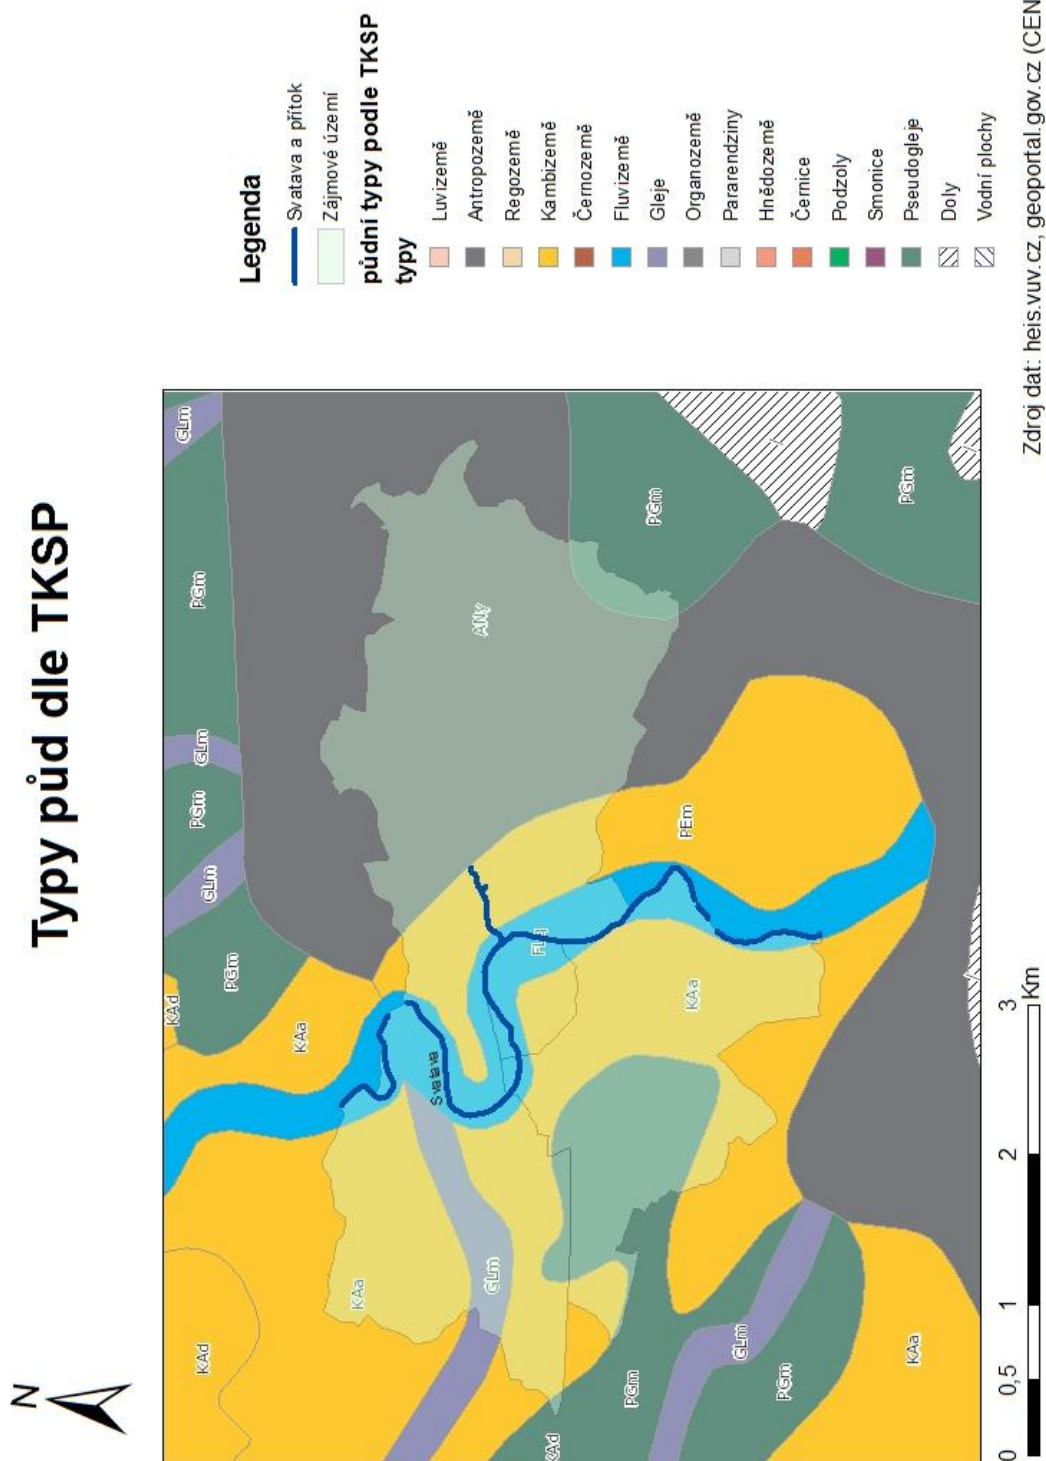 Typy půd dle TKSP
N
Legenda
Svatava a přítok
Zájmové území
půdní typy podle TKSP
typy
Luvizemě
Antropozemě
Regozemě
Kambizemě
Černozemě
Fluvizemě
Gleje
Organozemě
Pararendziny
Hnědozemě
Černice
Podzoly
Smonice
Pseudogleje
Doly
Vodní plochy
GLm
PGm
GLm
PGm
GLm
PGm
KAd
KAa
KAd
KAa
Svatava
GLm
ANy
PGm
PGm
PEm
KAa
PGm
GLm
PGm
KAa
KAd
0 0,5 1 2 3 Km
Zdroj dat: heis.vuv.cz, geoportal.gov.cz (CEN